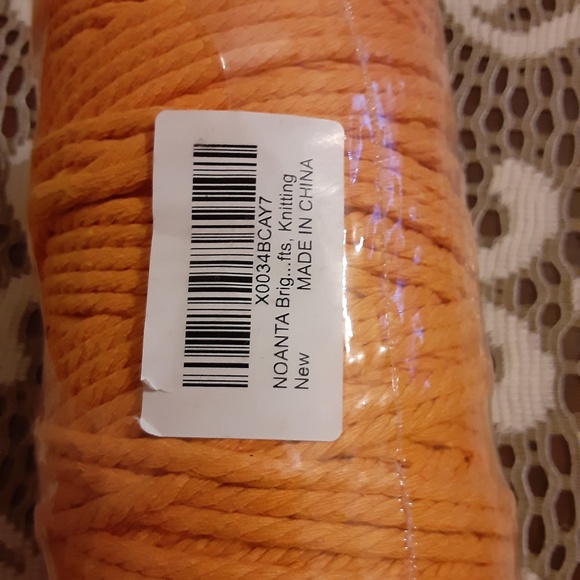 X0034BCAY7
NOANTA Brig...fts, Knitting
New MADE IN CHINA